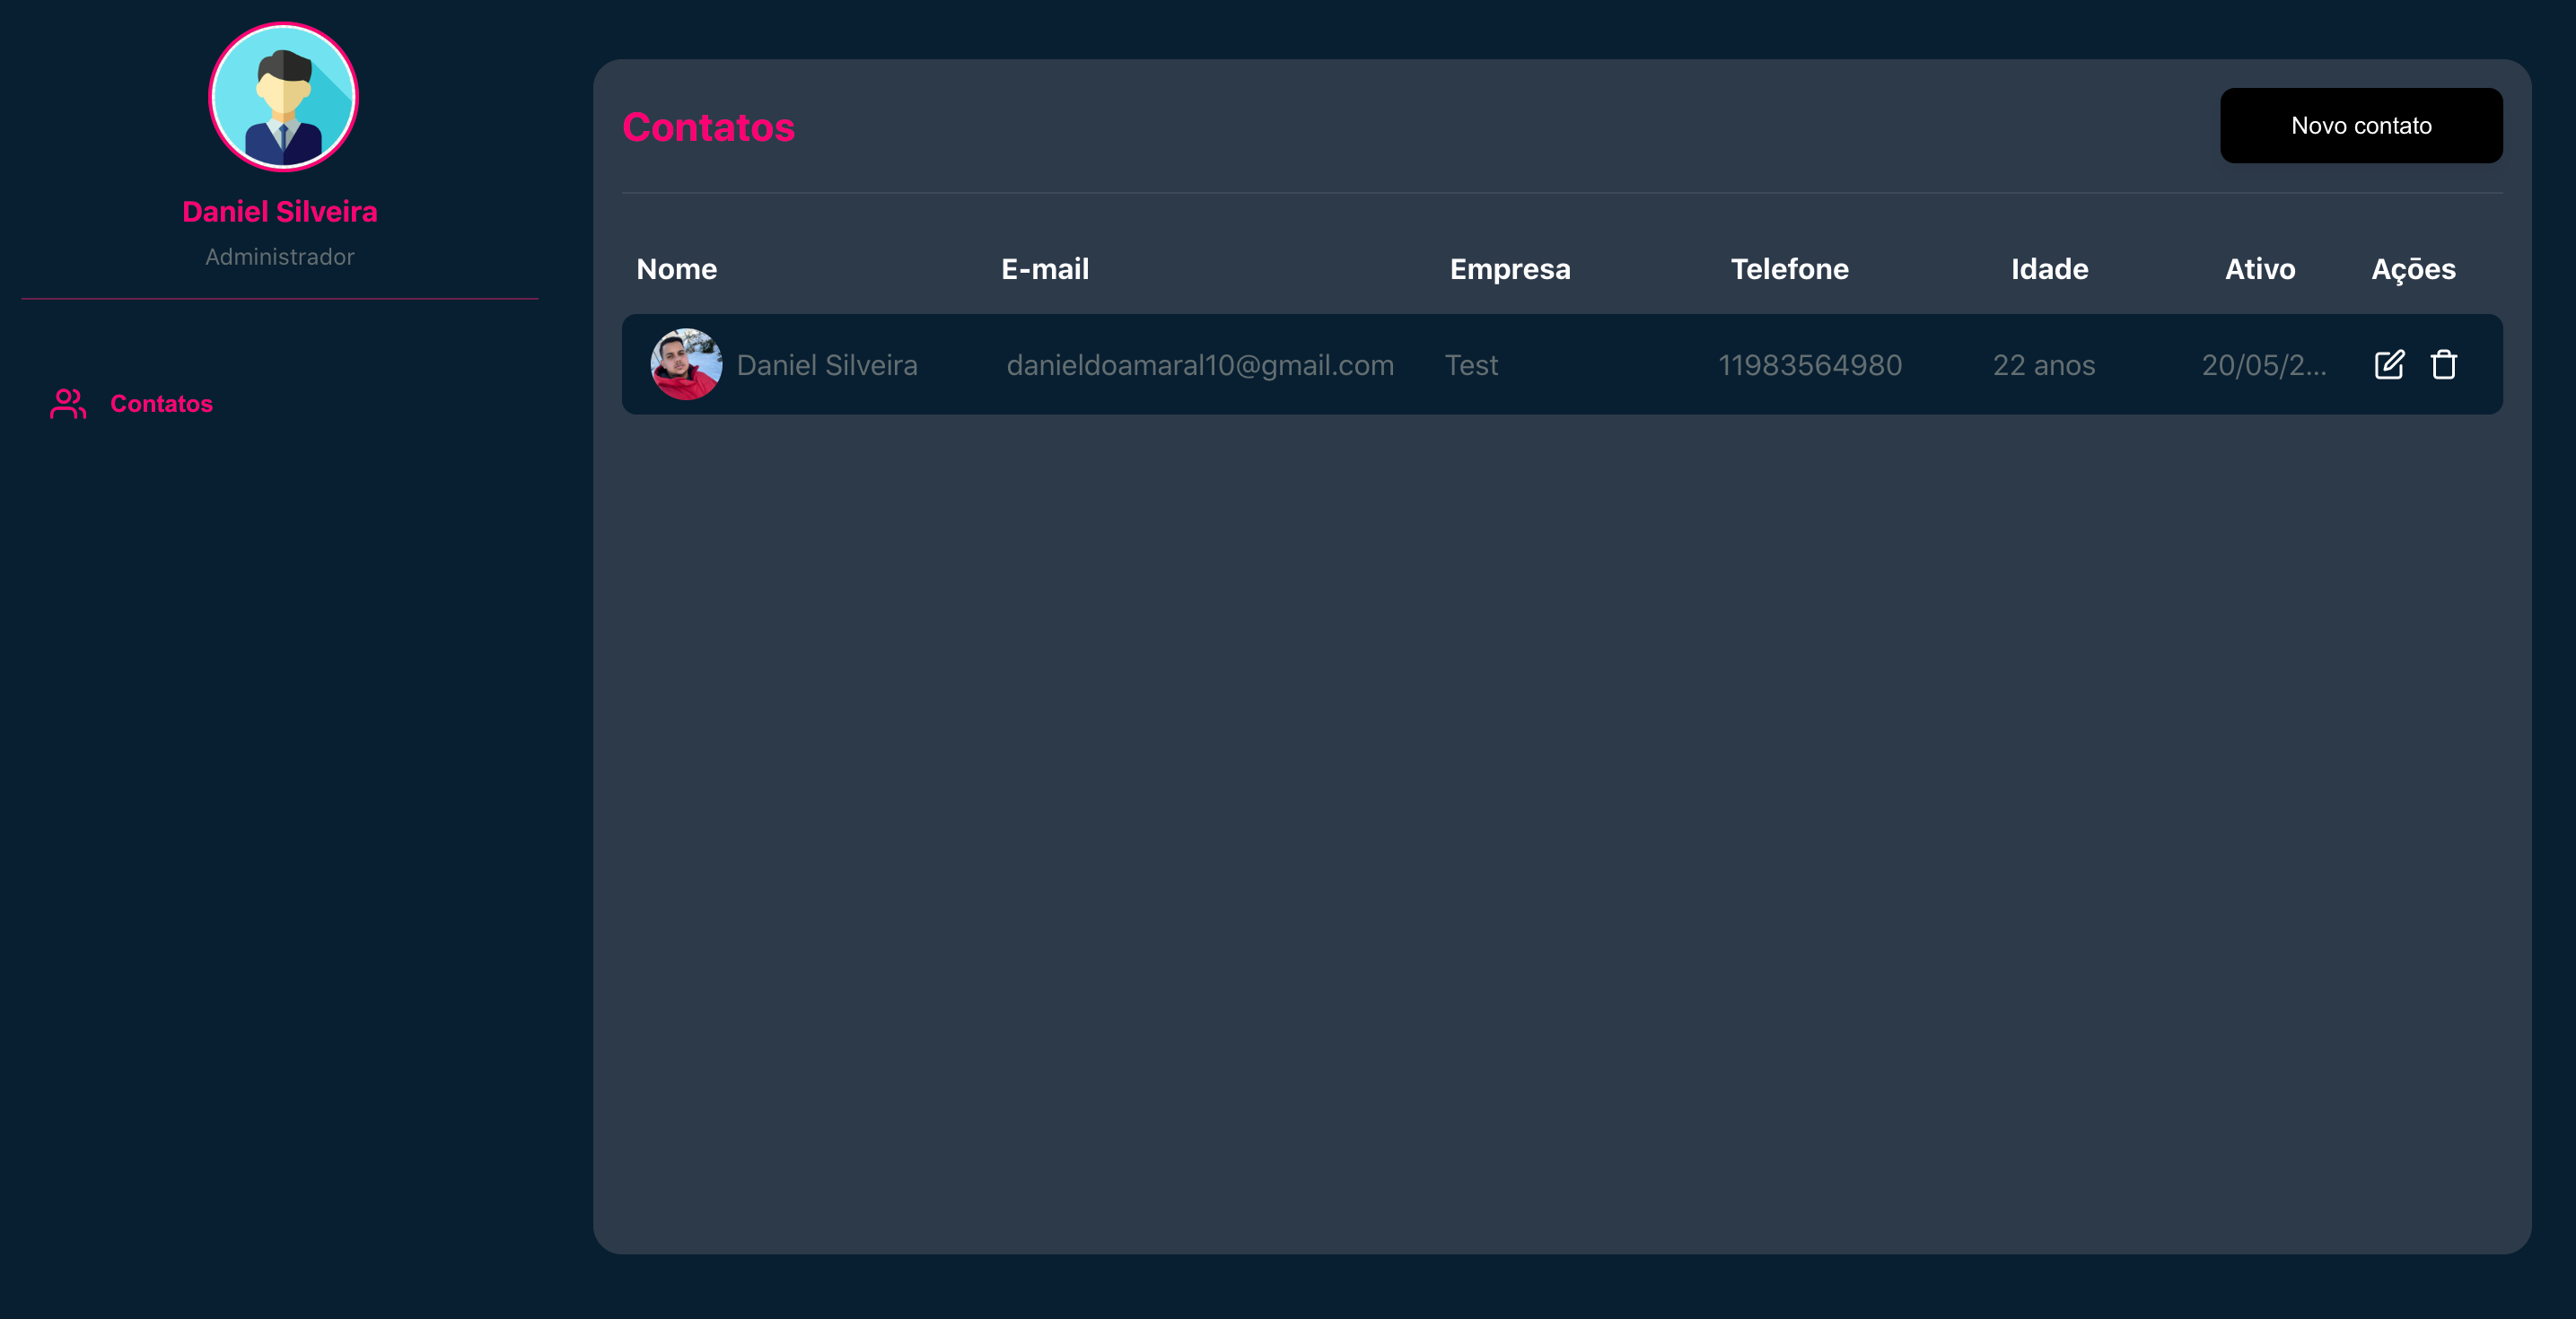 Daniel Silveira
Administrador
Contatos
Contatos
Novo contato
Nome E-mail Empresa Telefone Idade Ativo Ações
Daniel Silveira danieldoamaral10@gmail.com Test 11983564980 22 anos 20/05/2...